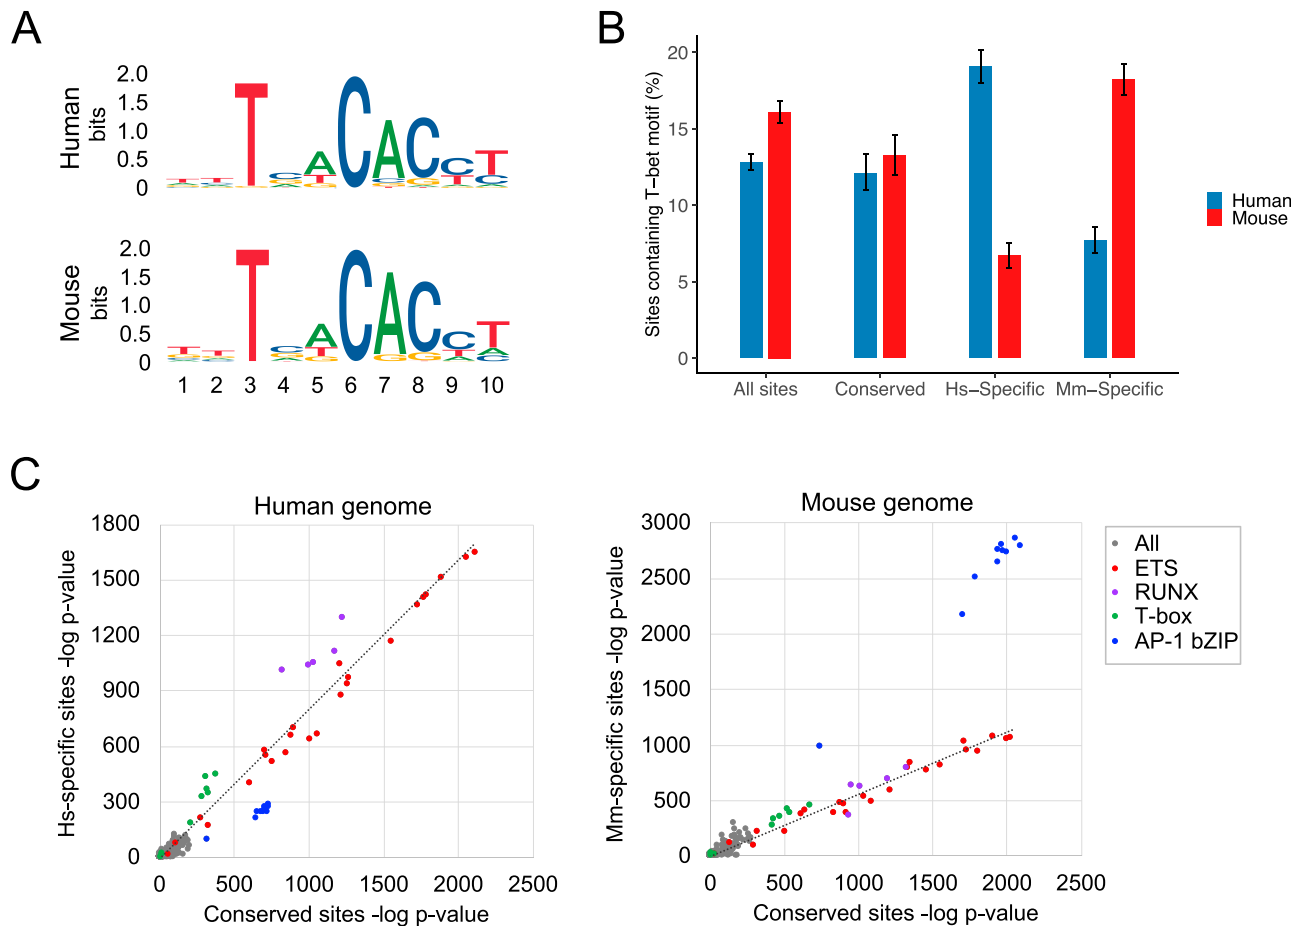 A
Human
bits
2.0
1.5
1.0
0.5
0
T C A C A C C T
Mouse
bits
2.0
1.5
1.0
0.5
0
T C A C A C C T
1 2 3 4 5 6 7 8 9 10
B
Sites containing T-bet motif (%)
20
15
10
5
0
All sites Conserved Hs-Specific Mm-Specific
Human
Mouse
C
Human genome
Hs-specific sites -log p-value
1800
1500
1200
900
600
300
0
0 500 1000 1500 2000 2500
Conserved sites -log p-value
Mouse genome
Mm-specific sites -log p-value
3000
2500
2000
1500
1000
500
0
0 500 1000 1500 2000 2500
Conserved sites -log p-value
All
ETS
RUNX
T-box
AP-1 bZIP